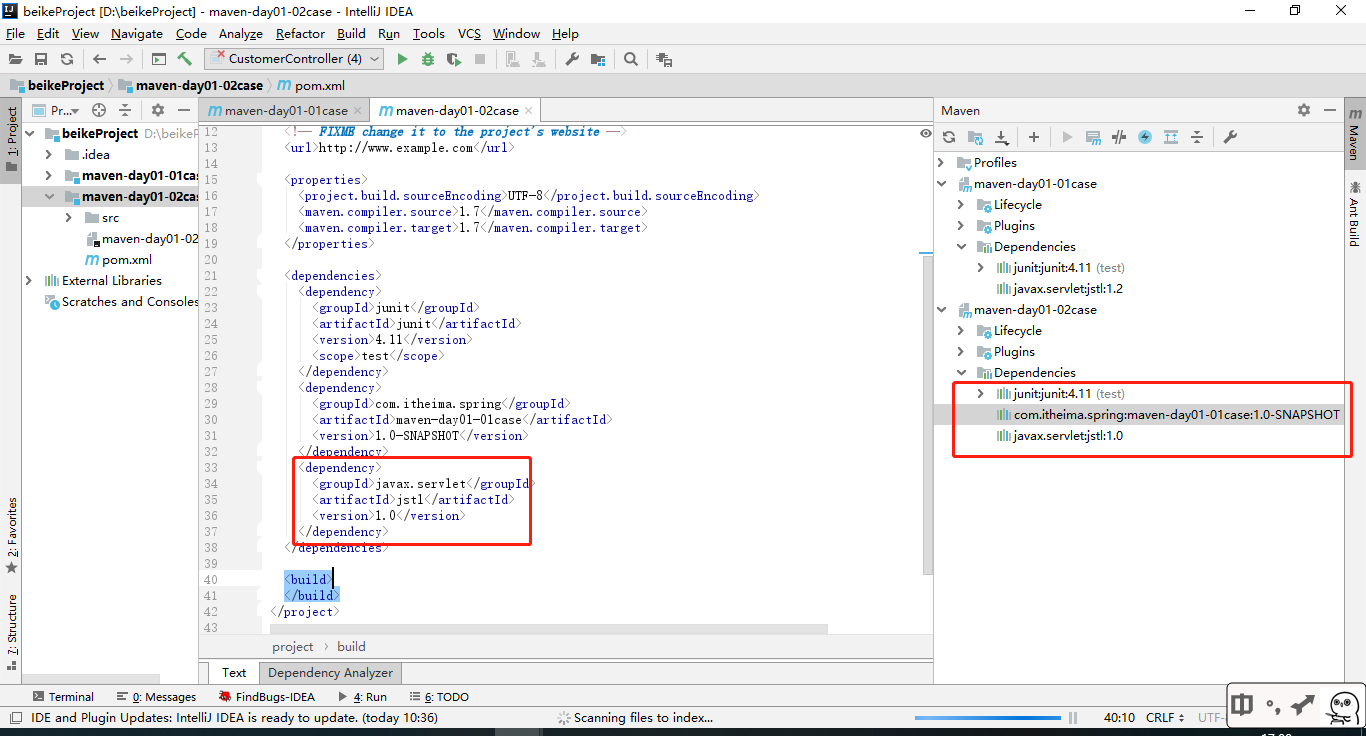 beikeProject [D:\beikeProject] - maven-day01-02case - IntelliJ IDEA
File Edit View Navigate Code Analyze Refactor Build Run Tools VCS Window Help
CustomerController (4)
beikeProject maven-day01-02case pom.xml
1: Project
Pr...
beikeProject D:\beikeP
.idea
maven-day01-01cas
maven-day01-02cas
src
maven-day01-02
pom.xml
External Libraries
Scratches and Consoles
2: Favorites
7: Structure
maven-day01-01case maven-day01-02case
12 <!-- FIXME change it to the project's website -->
13 <url>http://www.example.com</url>
14
15 <properties>
16 <project.build.sourceEncoding>UTF-8</project.build.sourceEncoding>
17 <maven.compiler.source>1.7</maven.compiler.source>
18 <maven.compiler.target>1.7</maven.compiler.target>
19 </properties>
20
21 <dependencies>
22 <dependency>
23 <groupId>junit</groupId>
24 <artifactId>junit</artifactId>
25 <version>4.11</version>
26 <scope>test</scope>
27 </dependency>
28 <dependency>
29 <groupId>com.itheima.spring</groupId>
30 <artifactId>maven-day01-01case</artifactId>
31 <version>1.0-SNAPSHOT</version>
32 </dependency>
33 <dependency>
34 <groupId>javax.servlet</groupId>
35 <artifactId>jstl</artifactId>
36 <version>1.0</version>
37 </dependency>
38 </dependencies>
39
40 <build>
41 </build>
42 </project>
43
project › build
Text Dependency Analyzer
Maven
Profiles
maven-day01-01case
Lifecycle
Plugins
Dependencies
junit:junit:4.11 (test)
javax.servlet:jstl:1.2
maven-day01-02case
Lifecycle
Plugins
Dependencies
junit:junit:4.11 (test)
com.itheima.spring:maven-day01-01case:1.0-SNAPSHOT
javax.servlet:jstl:1.0
Maven
Ant Build
Terminal 0: Messages FindBugs-IDEA 4: Run 6: TODO
IDE and Plugin Updates: IntelliJ IDEA is ready to update. (today 10:36) Scanning files to index... 40:10 CRLF UTF-
中 °,